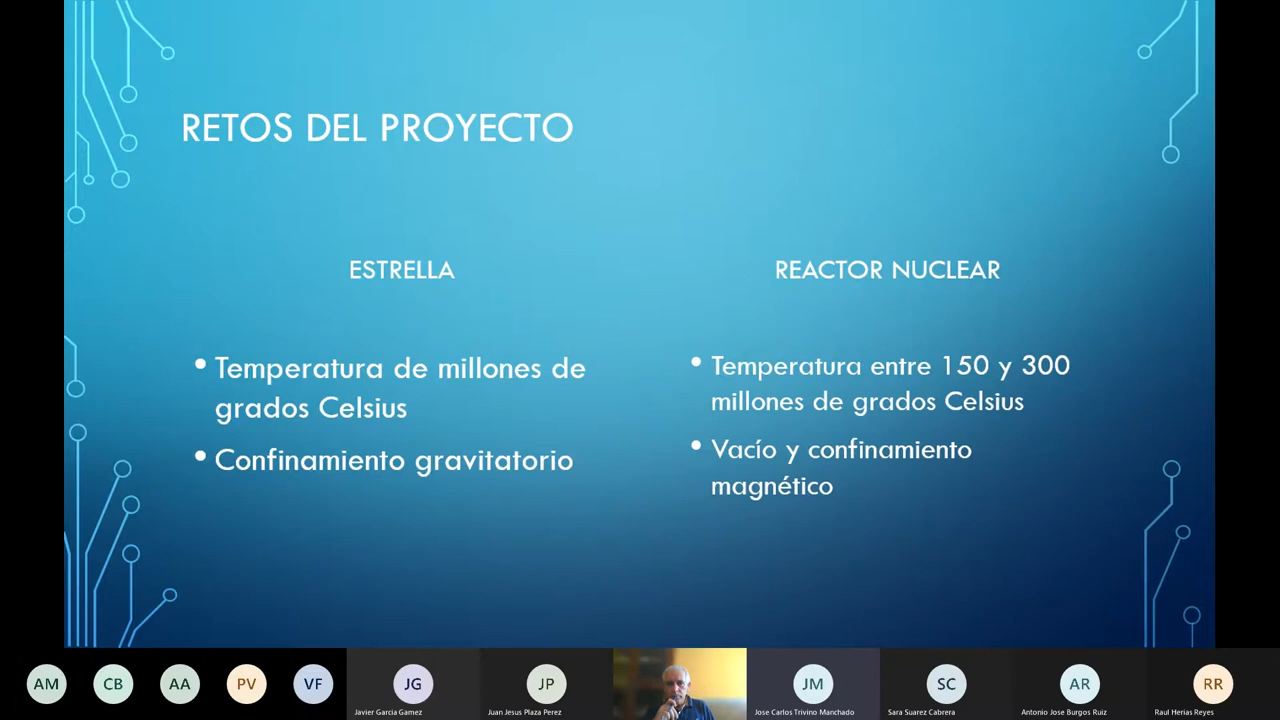 RETOS DEL PROYECTO
ESTRELLA
• Temperatura de millones de
grados Celsius
• Confinamiento gravitatorio
REACTOR NUCLEAR
• Temperatura entre 150 y 300
millones de grados Celsius
• Vacío y confinamiento
magnético
AM
CB
AA
PV
VF
JG
Javier Garcia Gamez
JP
Juan Jesus Plaza Perez
JM
Jose Carlos Trivino Manchado
SC
Sara Suarez Cabrera
AR
Antonio Jose Burgos Ruiz
RR
Raul Herias Reyes